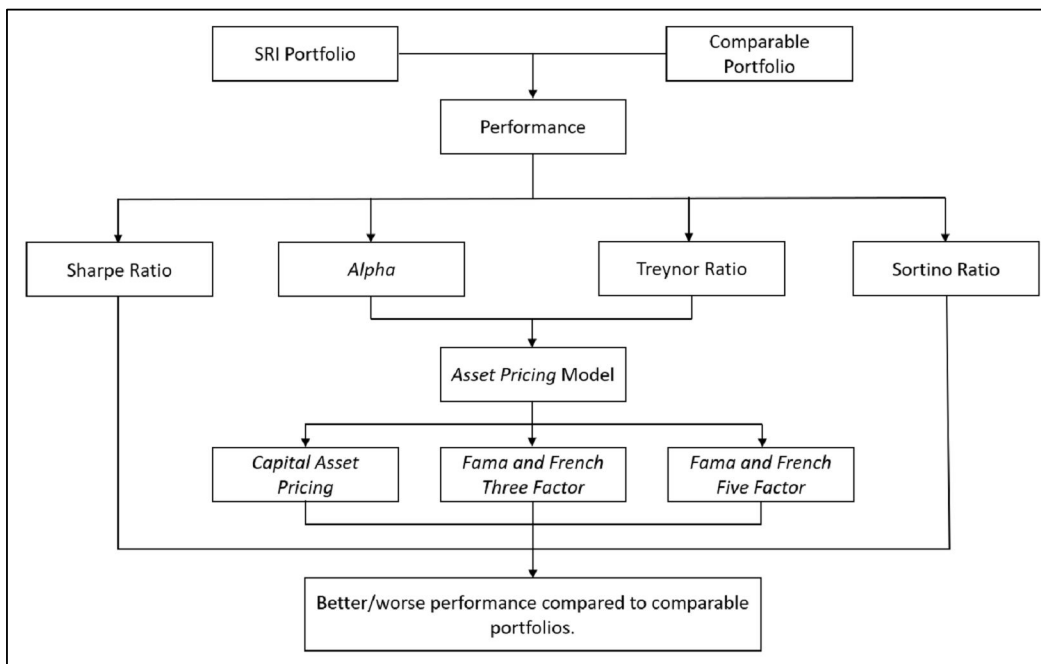 SRI Portfolio
Comparable
Portfolio
Performance
Sharpe Ratio
Alpha
Treynor Ratio
Sortino Ratio
Asset Pricing Model
Capital Asset
Pricing
Fama and French
Three Factor
Fama and French
Five Factor
Better/worse performance compared to comparable
portfolios.